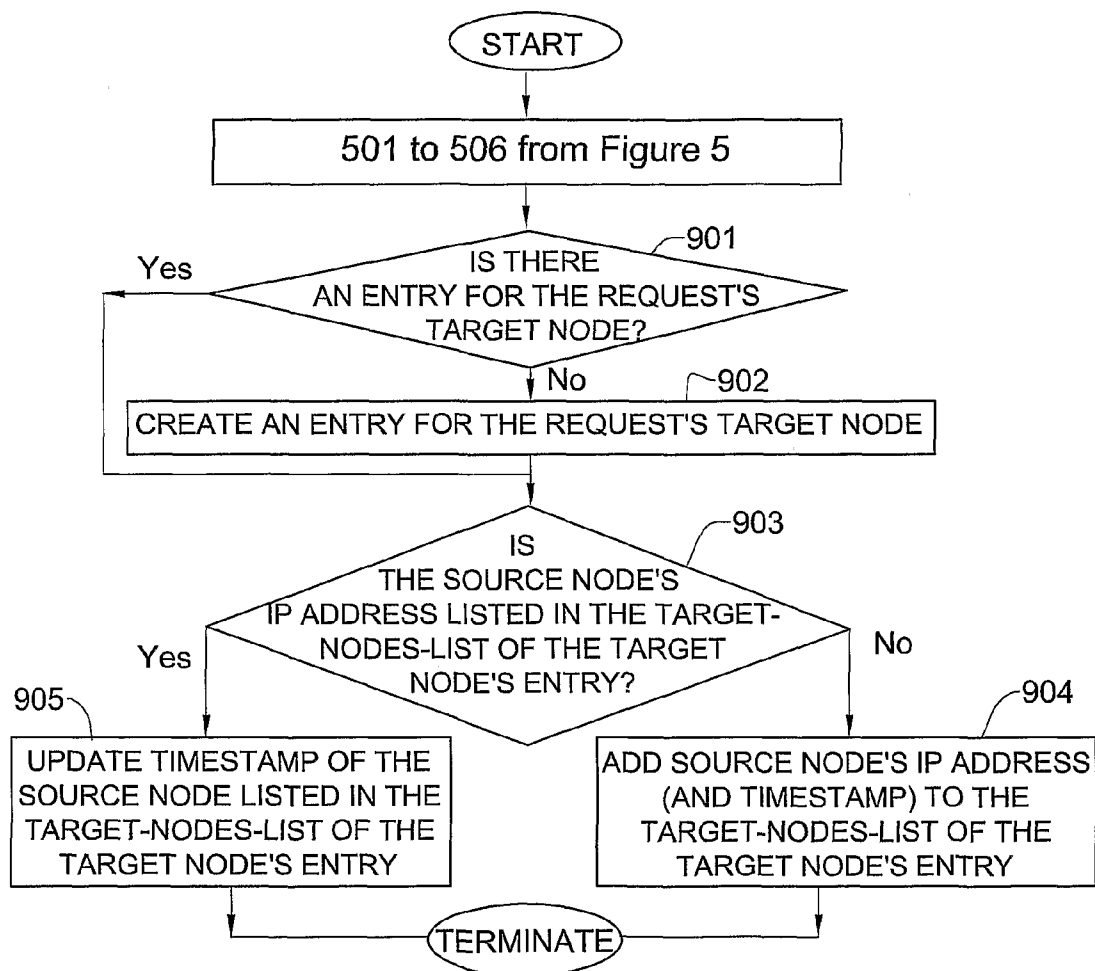 START
501 to 506 from Figure 5
901
IS THERE
AN ENTRY FOR THE REQUEST'S
TARGET NODE?
Yes
No
902
CREATE AN ENTRY FOR THE REQUEST'S TARGET NODE
903
IS
THE SOURCE NODE'S
IP ADDRESS LISTED IN THE TARGET-
NODES-LIST OF THE TARGET
NODE'S ENTRY?
Yes
No
905
UPDATE TIMESTAMP OF THE
SOURCE NODE LISTED IN THE
TARGET-NODES-LIST OF THE
TARGET NODE'S ENTRY
904
ADD SOURCE NODE'S IP ADDRESS
(AND TIMESTAMP) TO THE
TARGET-NODES-LIST OF THE
TARGET NODE'S ENTRY
TERMINATE